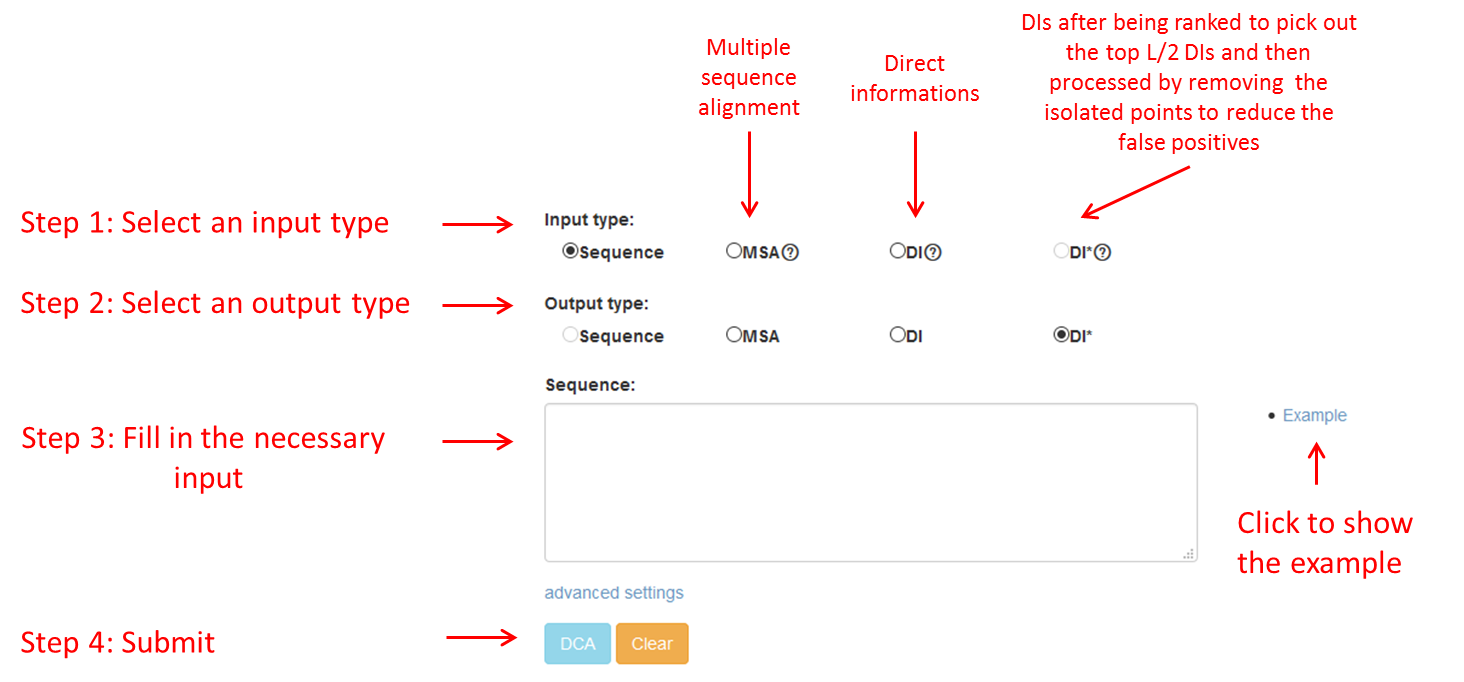 DIs after being ranked to pick out
the top L/2 DIs and then
processed by removing the
isolated points to reduce the
false positives
Multiple
sequence
alignment
Direct
informations
Step 1: Select an input type
Input type:
Sequence MSA? DI? DI*?
Step 2: Select an output type
Output type:
Sequence MSA DI DI*
Sequence:
Step 3: Fill in the necessary
input
• Example
Click to show
the example
advanced settings
Step 4: Submit
DCA Clear